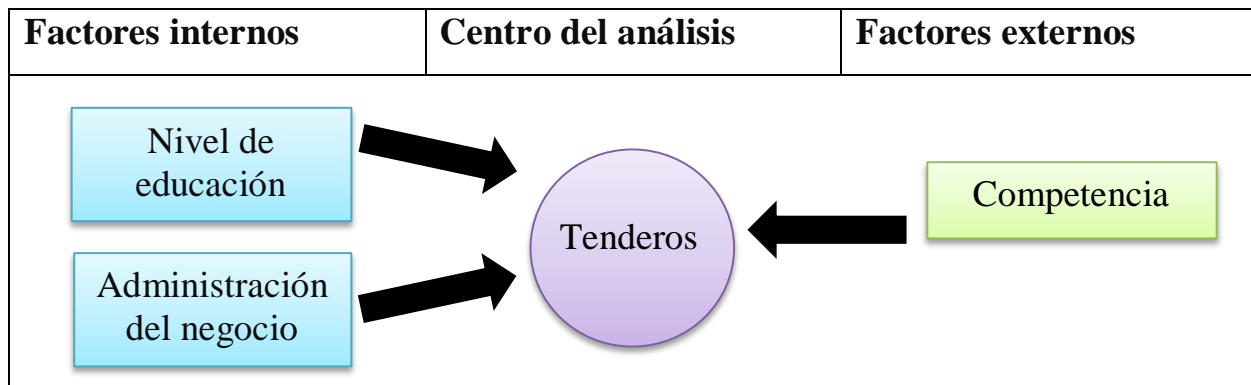 Factores internos
Centro del análisis
Factores externos
Nivel de
educación
Administración
del negocio
Tenderos
Competencia